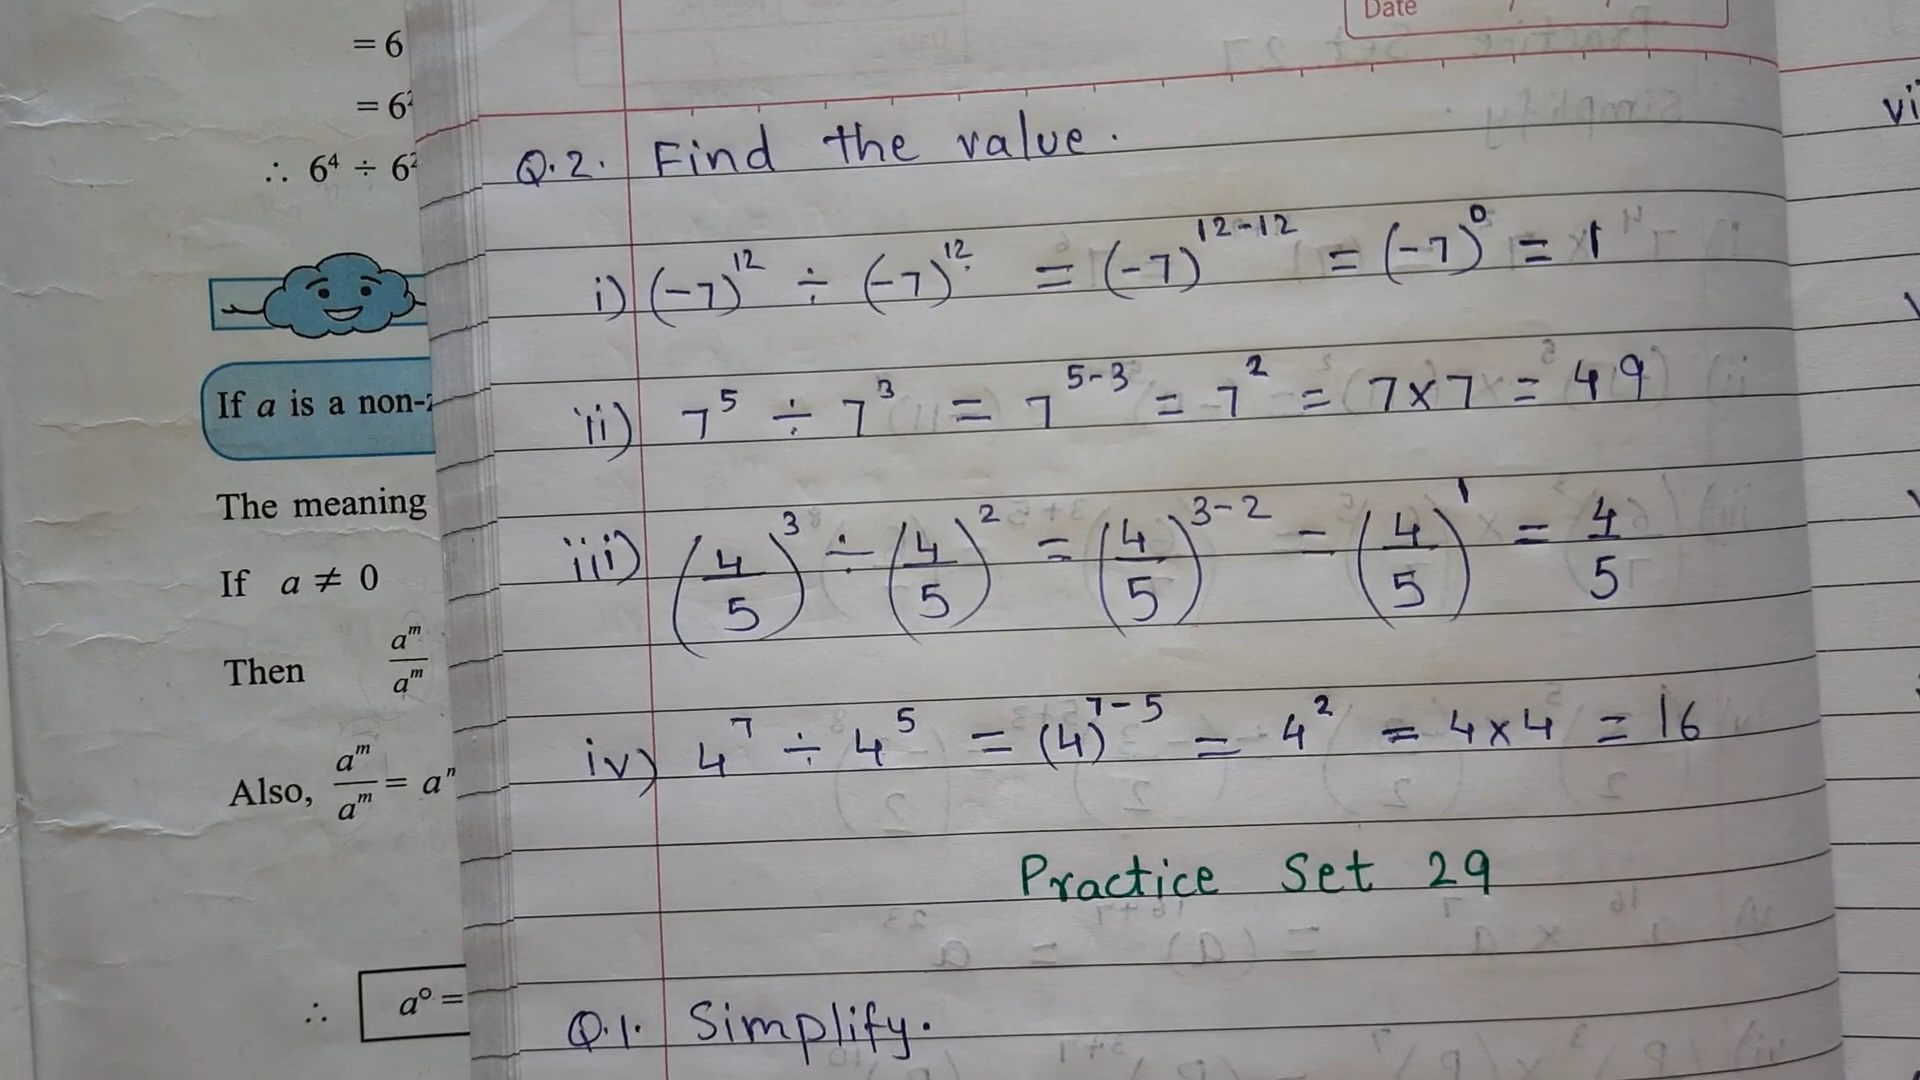 = 6
= 6²
∴ 6⁴ ÷ 6²
If a is a non-
The meaning
If a ≠ 0
Then aᵐ/aᵐ
Also, aᵐ/aᵐ = aⁿ
∴ a⁰ =
Date
Q.2. Find the value.
i) (-7)¹² ÷ (-7)¹² = (-7)¹²⁻¹² = (-7)⁰ = 1
ii) 7⁵ ÷ 7³ = 7⁵⁻³ = 7² = 7×7 = 49
iii) (4/5)³ ÷ (4/5)² = (4/5)³⁻² = (4/5)¹ = 4/5
iv) 4⁷ ÷ 4⁵ = (4)⁷⁻⁵ = 4² = 4×4 = 16
Practice Set 29
Q.1. Simplify.
vi